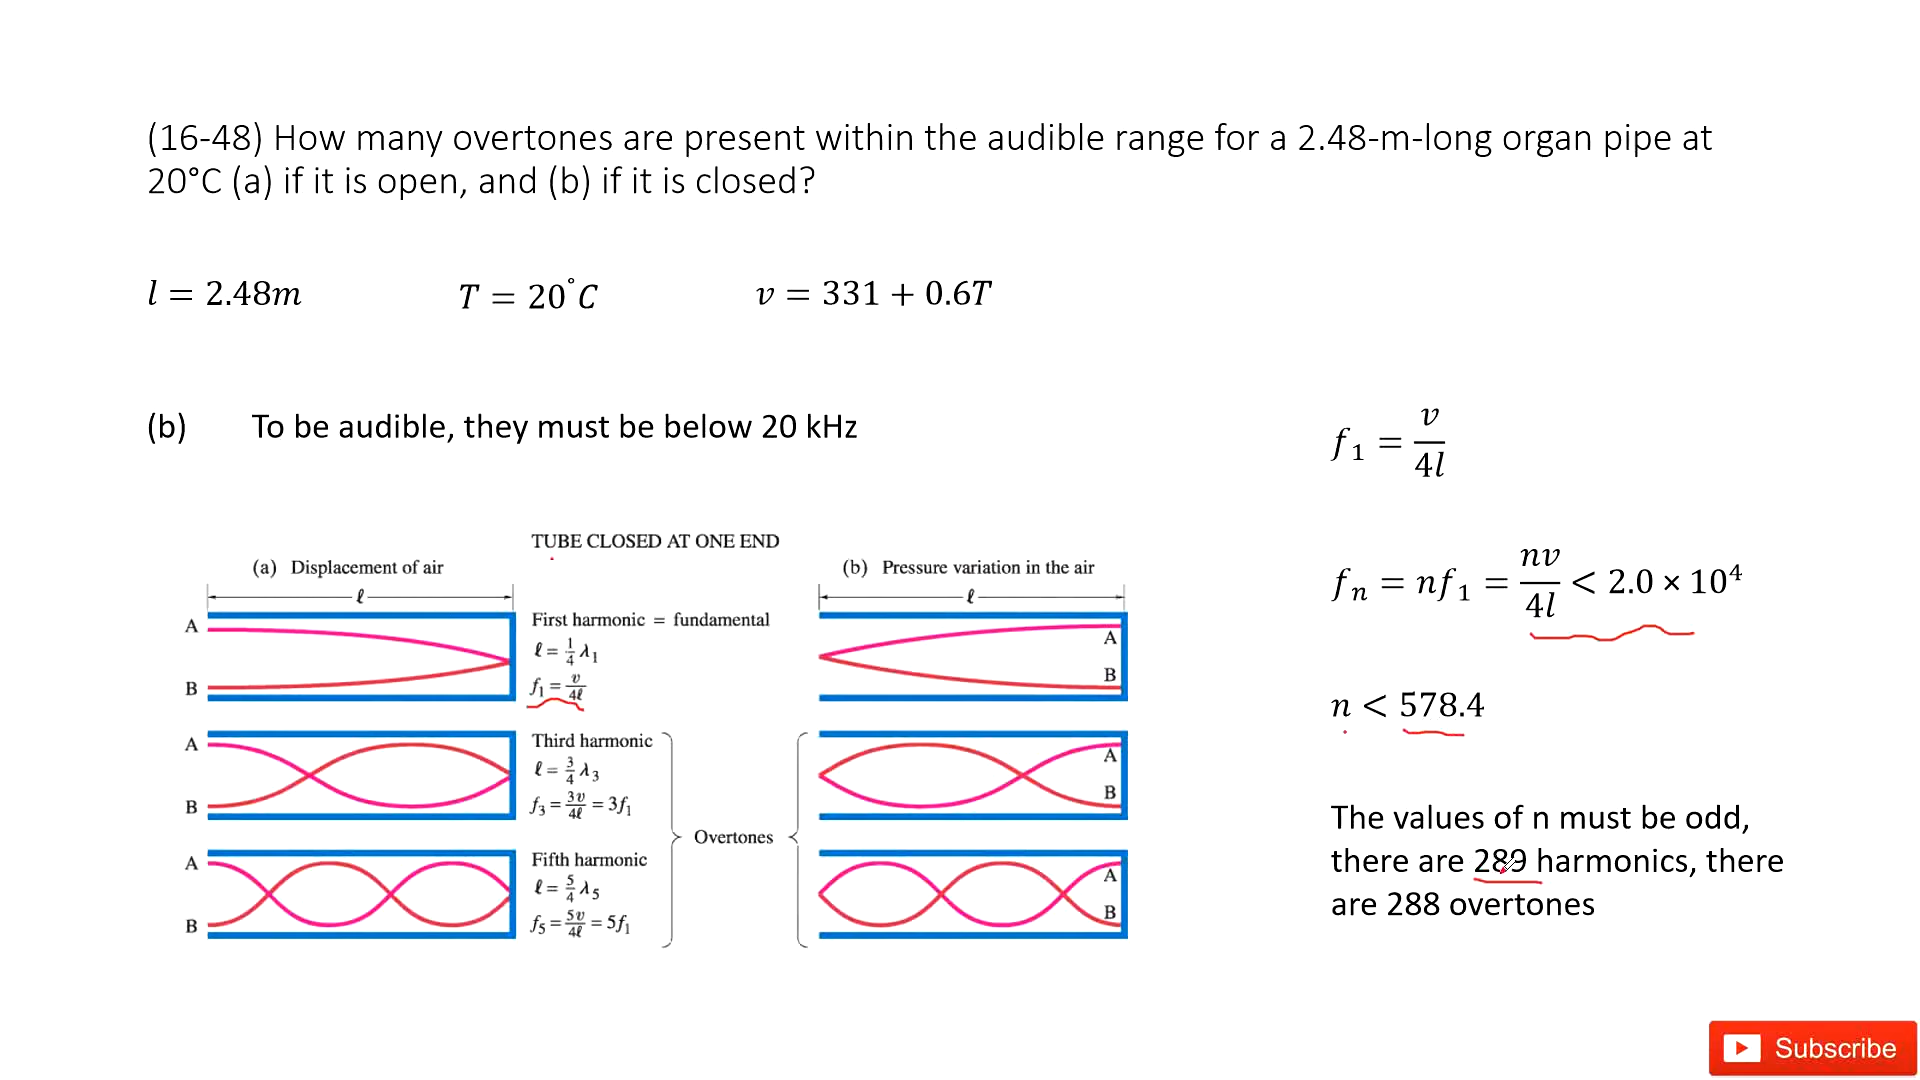 (16-48) How many overtones are present within the audible range for a 2.48-m-long organ pipe at
20°C (a) if it is open, and (b) if it is closed?
l = 2.48m
T = 20°C
v = 331 + 0.6T
(b) To be audible, they must be below 20 kHz
TUBE CLOSED AT ONE END
(a) Displacement of air
ℓ
A
B
First harmonic = fundamental
ℓ = 1/4 λ₁
f₁ = v/4ℓ
A
B
Third harmonic
ℓ = 3/4 λ₃
f₃ = 3v/4ℓ = 3f₁
A
B
Fifth harmonic
ℓ = 5/4 λ₅
f₅ = 5v/4ℓ = 5f₁
Overtones
(b) Pressure variation in the air
ℓ
A
B
A
B
A
B
f₁ = v/4l
fₙ = nf₁ = nv/4l < 2.0 × 10⁴
n < 578.4
The values of n must be odd,
there are 289 harmonics, there
are 288 overtones
Subscribe